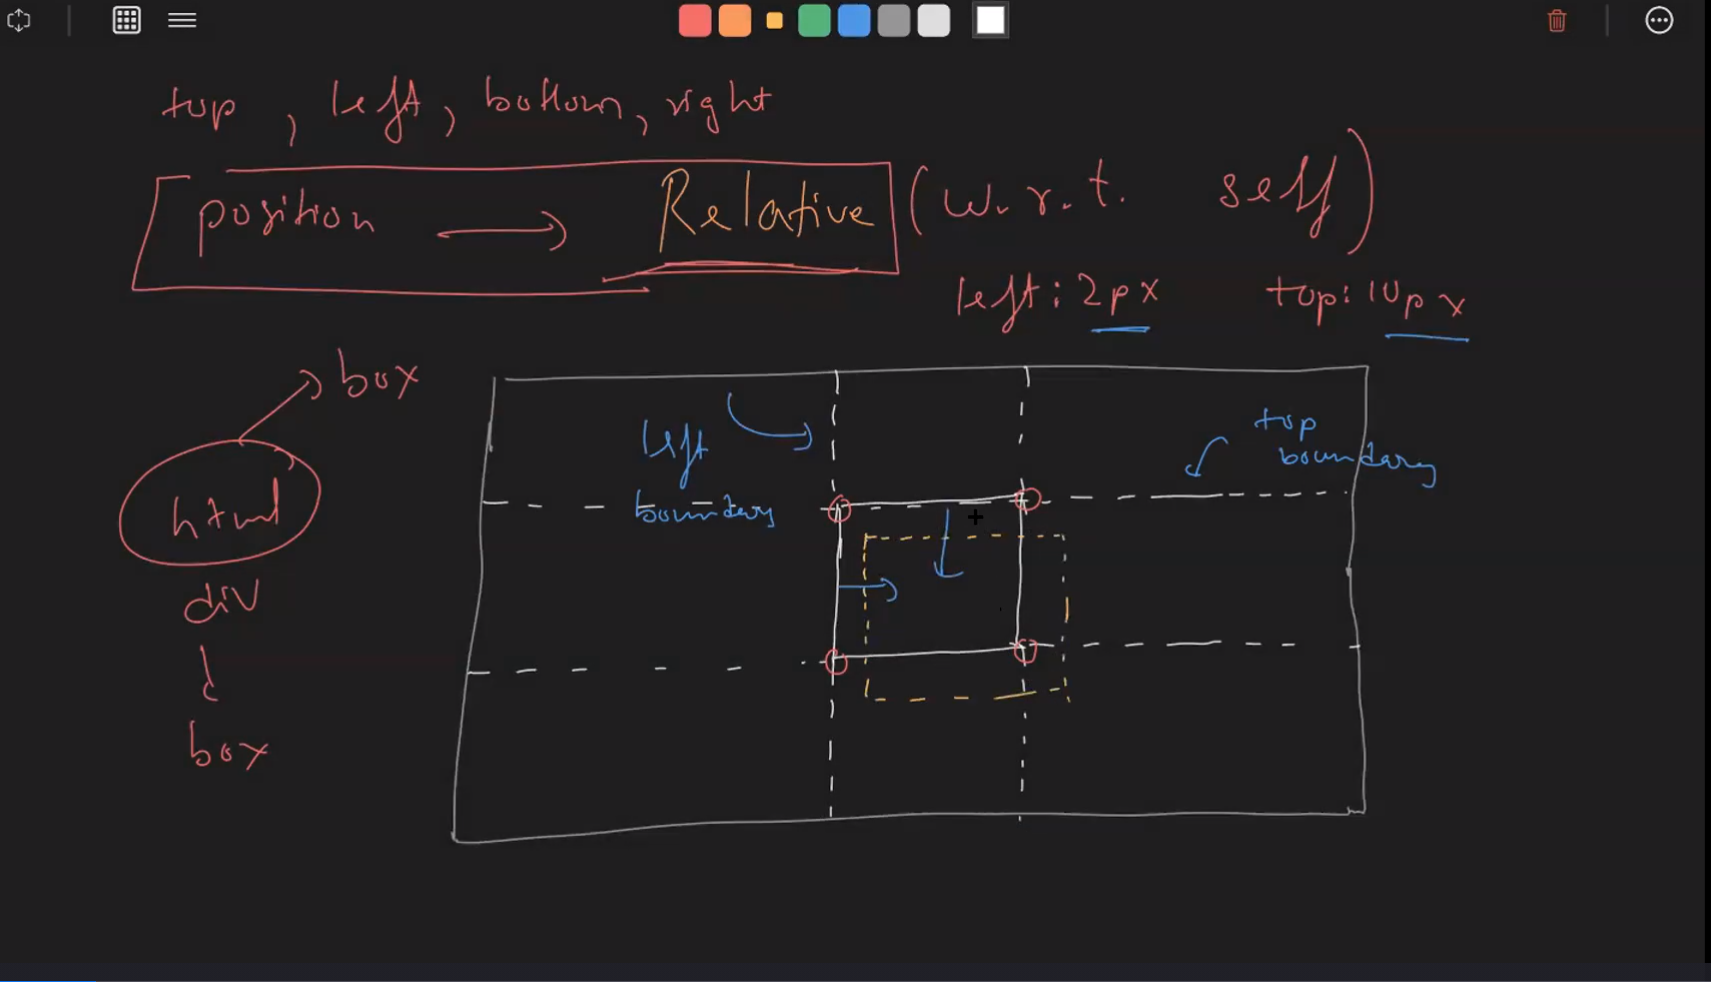 top, left, bottom, right
position → Relative (w.r.t. self)
left: 2px top: 10px
box
html
div
box
left
boundary
top
boundary